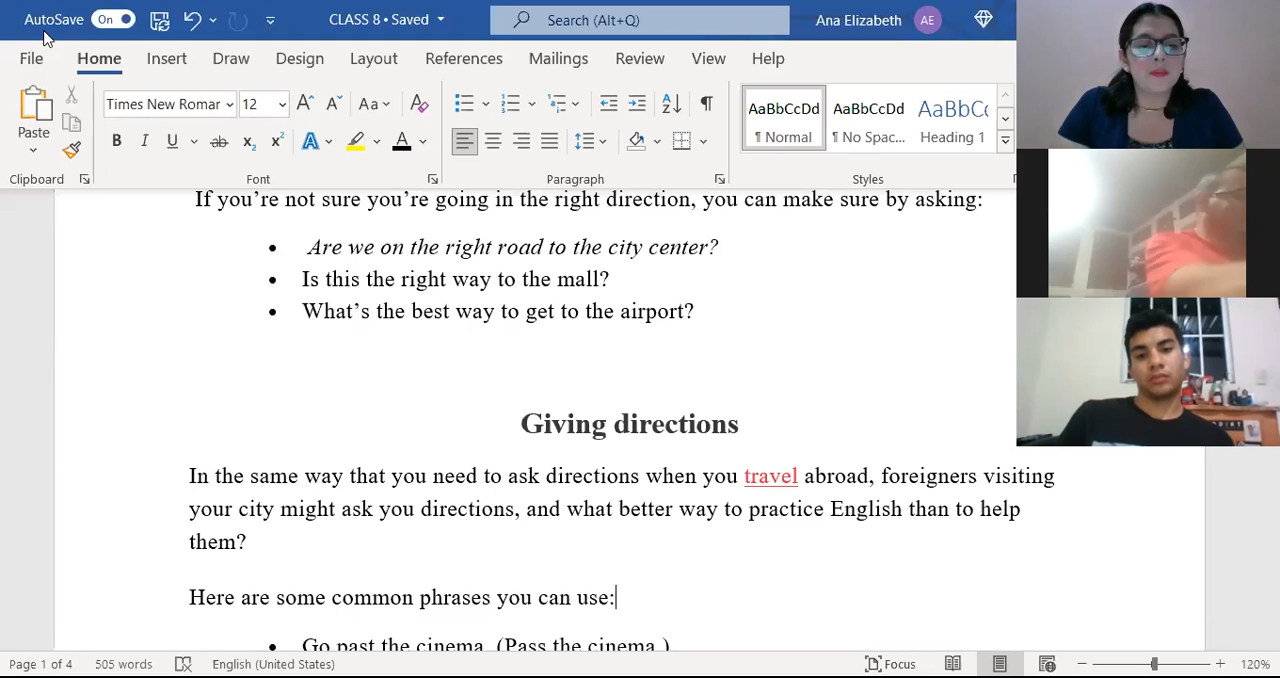 AutoSave On CLASS 8 • Saved Search (Alt+Q) Ana Elizabeth AE
File Home Insert Draw Design Layout References Mailings Review View Help
Times New Romar 12 Aa AaBbCcDd AaBbCcDd AaBbCc
Paste B I U ab x₂ x² A A ¶ Normal ¶ No Spac... Heading 1
Clipboard Font Paragraph Styles
If you’re not sure you’re going in the right direction, you can make sure by asking:
• Are we on the right road to the city center?
• Is this the right way to the mall?
• What’s the best way to get to the airport?
Giving directions
In the same way that you need to ask directions when you travel abroad, foreigners visiting
your city might ask you directions, and what better way to practice English than to help
them?
Here are some common phrases you can use:
• Go past the cinema. (Pass the cinema.)
Page 1 of 4 505 words English (United States) Focus 120%